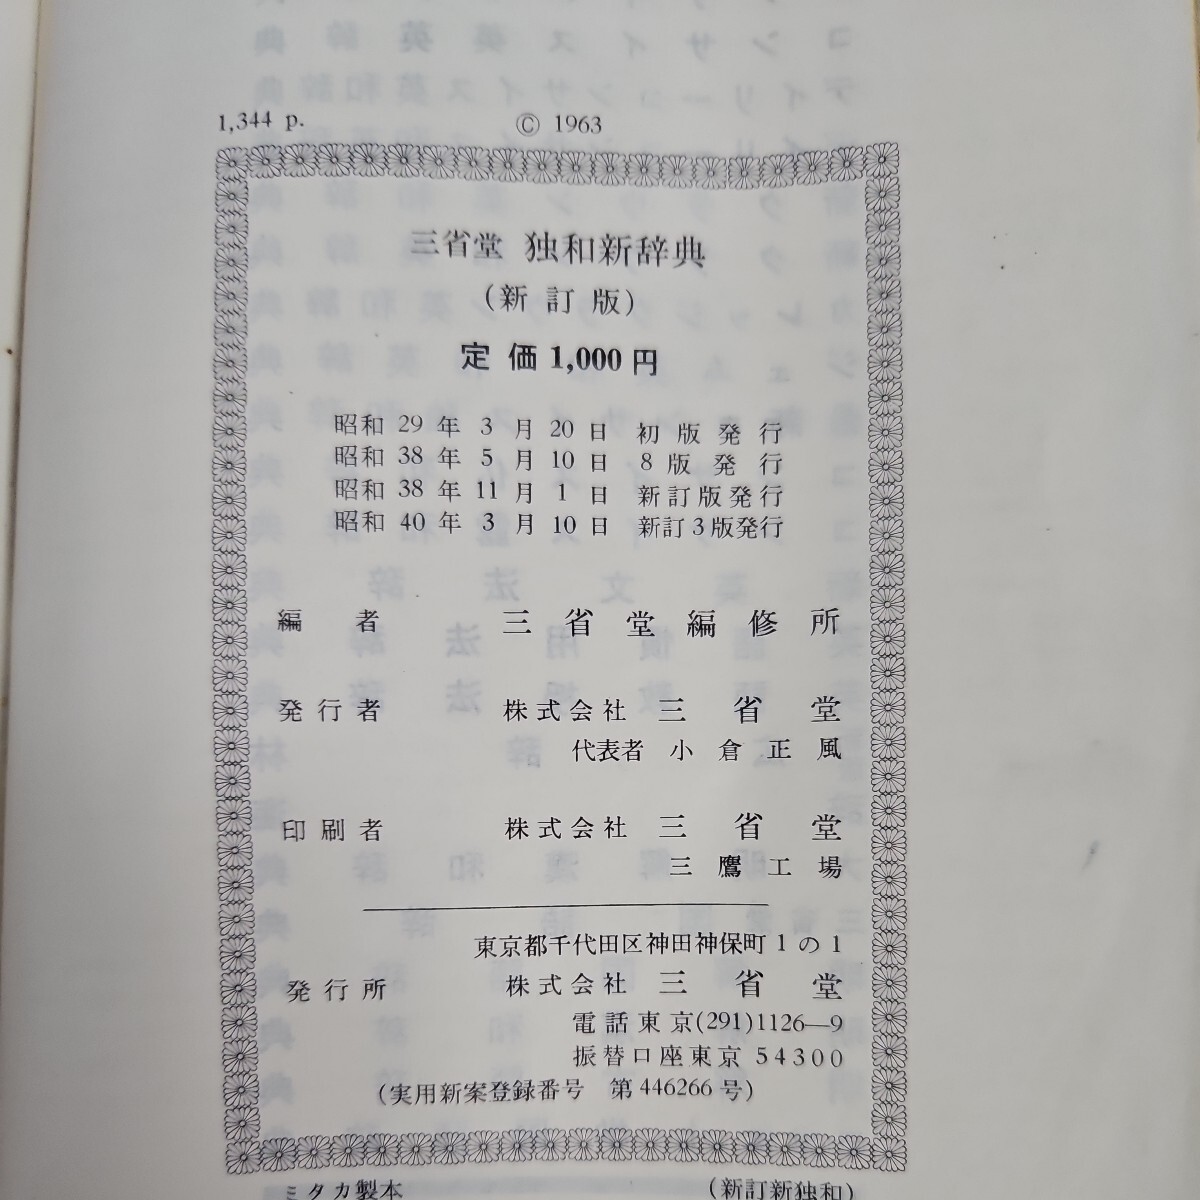 1,344 p.
© 1963
三省堂 独和新辞典
(新訂版)
定価 1,000 円
昭和 29 年 3 月 20 日 初版発行
昭和 38 年 5 月 10 日 8版発行
昭和 38 年 11 月 1 日 新訂版発行
昭和 40 年 3 月 10 日 新訂3版発行
編者 三省堂編修所
発行者 株式会社 三省堂
代表者 小倉正風
印刷者 株式会社 三省堂
三鷹工場
東京都千代田区神田神保町1の1
発行所 株式会社 三省堂
電話東京(291)1126―9
振替口座東京 54300
(実用新案登録番号 第446266号)
ミタカ製本
(新訂新独和)